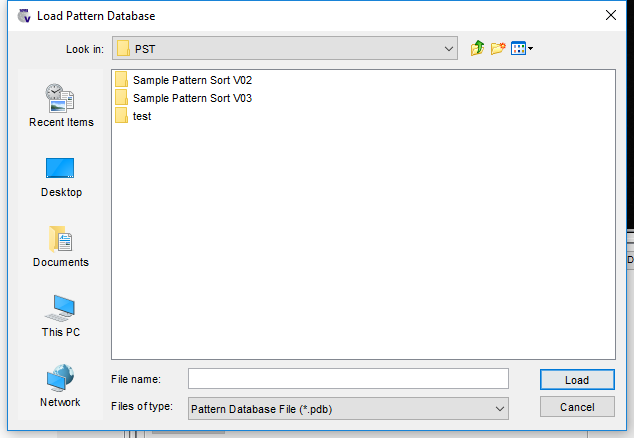 Load Pattern Database
Look in:
PST
Sample Pattern Sort V02
Sample Pattern Sort V03
test
Recent Items
Desktop
Documents
This PC
Network
File name:
Load
Files of type:
Pattern Database File (*.pdb)
Cancel
D